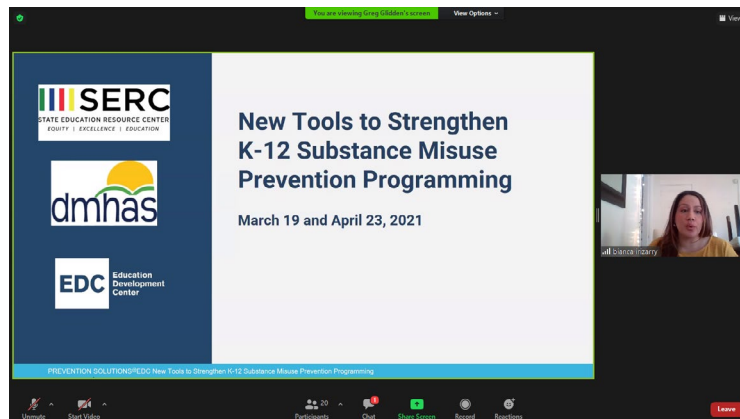 You are viewing Greg Glidden's screen
View Options
View
SERC
STATE EDUCATION RESOURCE CENTER
EQUITY | EXCELLENCE | EDUCATION
dmhas
EDC
Education
Development
Center
New Tools to Strengthen
K-12 Substance Misuse
Prevention Programming
March 19 and April 23, 2021
bianca irizarry
PREVENTION SOLUTIONS@EDC New Tools to Strengthen K-12 Substance Misuse Prevention Programming
Unmute
Start Video
20
Participants
1
Chat
Share Screen
Record
Reactions
Leave